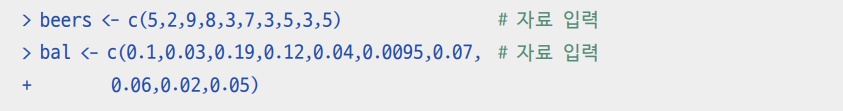 > beers <- c(5,2,9,8,3,7,3,5,3,5) # 자료 입력
> bal <- c(0.1,0.03,0.19,0.12,0.04,0.0095,0.07, # 자료 입력
+ 0.06,0.02,0.05)